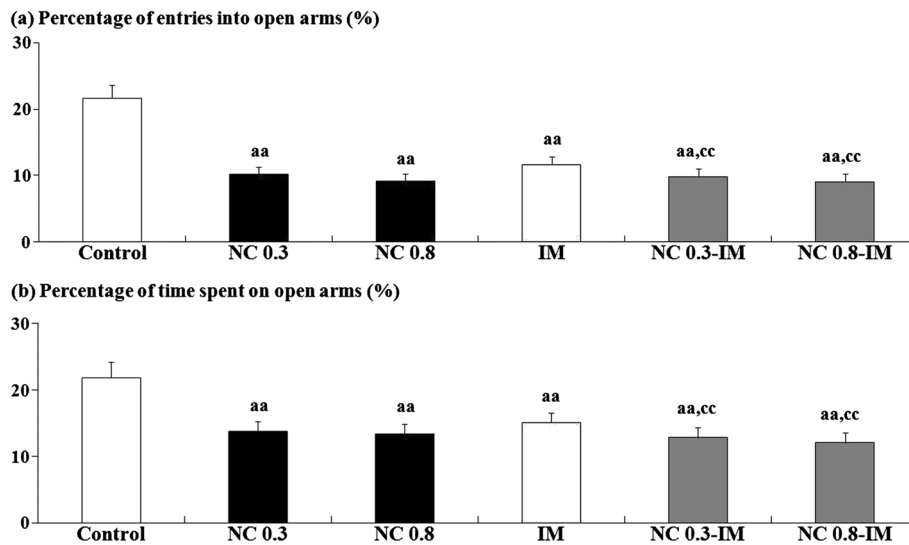 (a) Percentage of entries into open arms (%)
30
20
10
0
aa
aa
aa
aa,cc
aa,cc
Control NC 0.3 NC 0.8 IM NC 0.3-IM NC 0.8-IM
(b) Percentage of time spent on open arms (%)
30
20
10
0
aa
aa
aa
aa,cc
aa,cc
Control NC 0.3 NC 0.8 IM NC 0.3-IM NC 0.8-IM